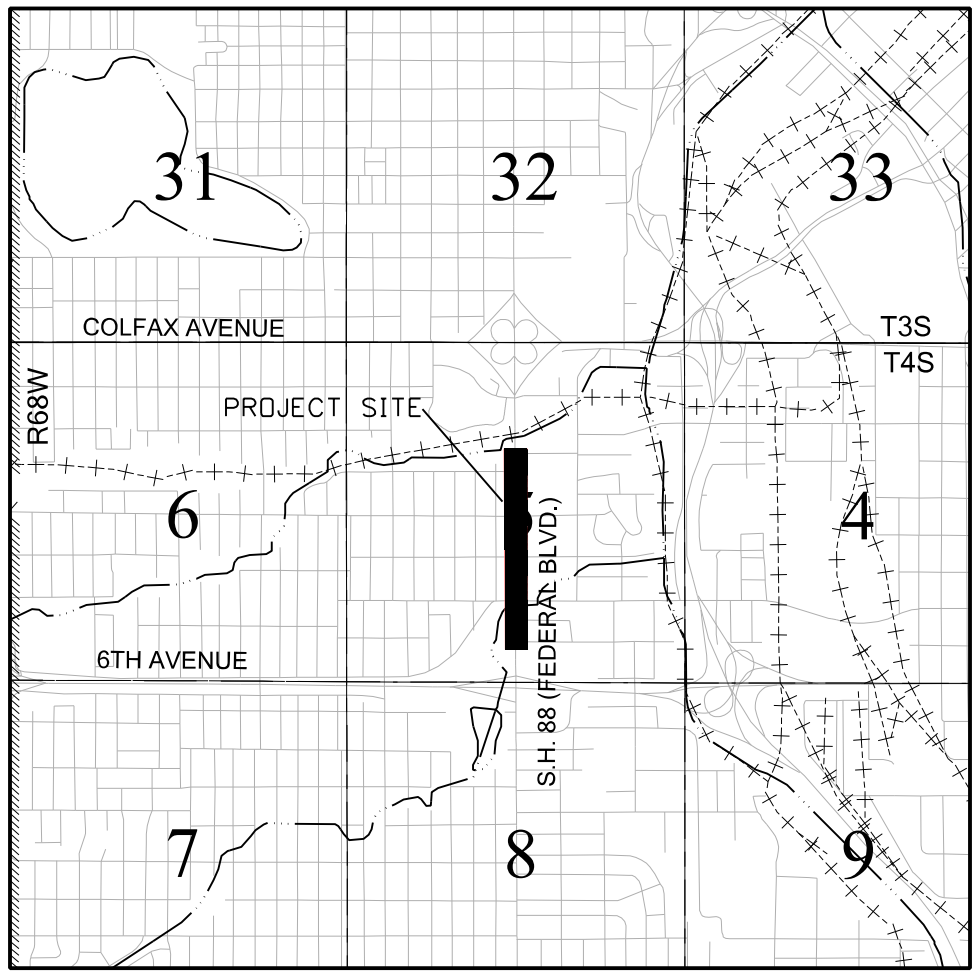 31
32
33
COLFAX AVENUE
T3S
T4S
R68W
PROJECT SITE
6
4
S.H. 88 (FEDERAL BLVD.)
6TH AVENUE
7
8
9